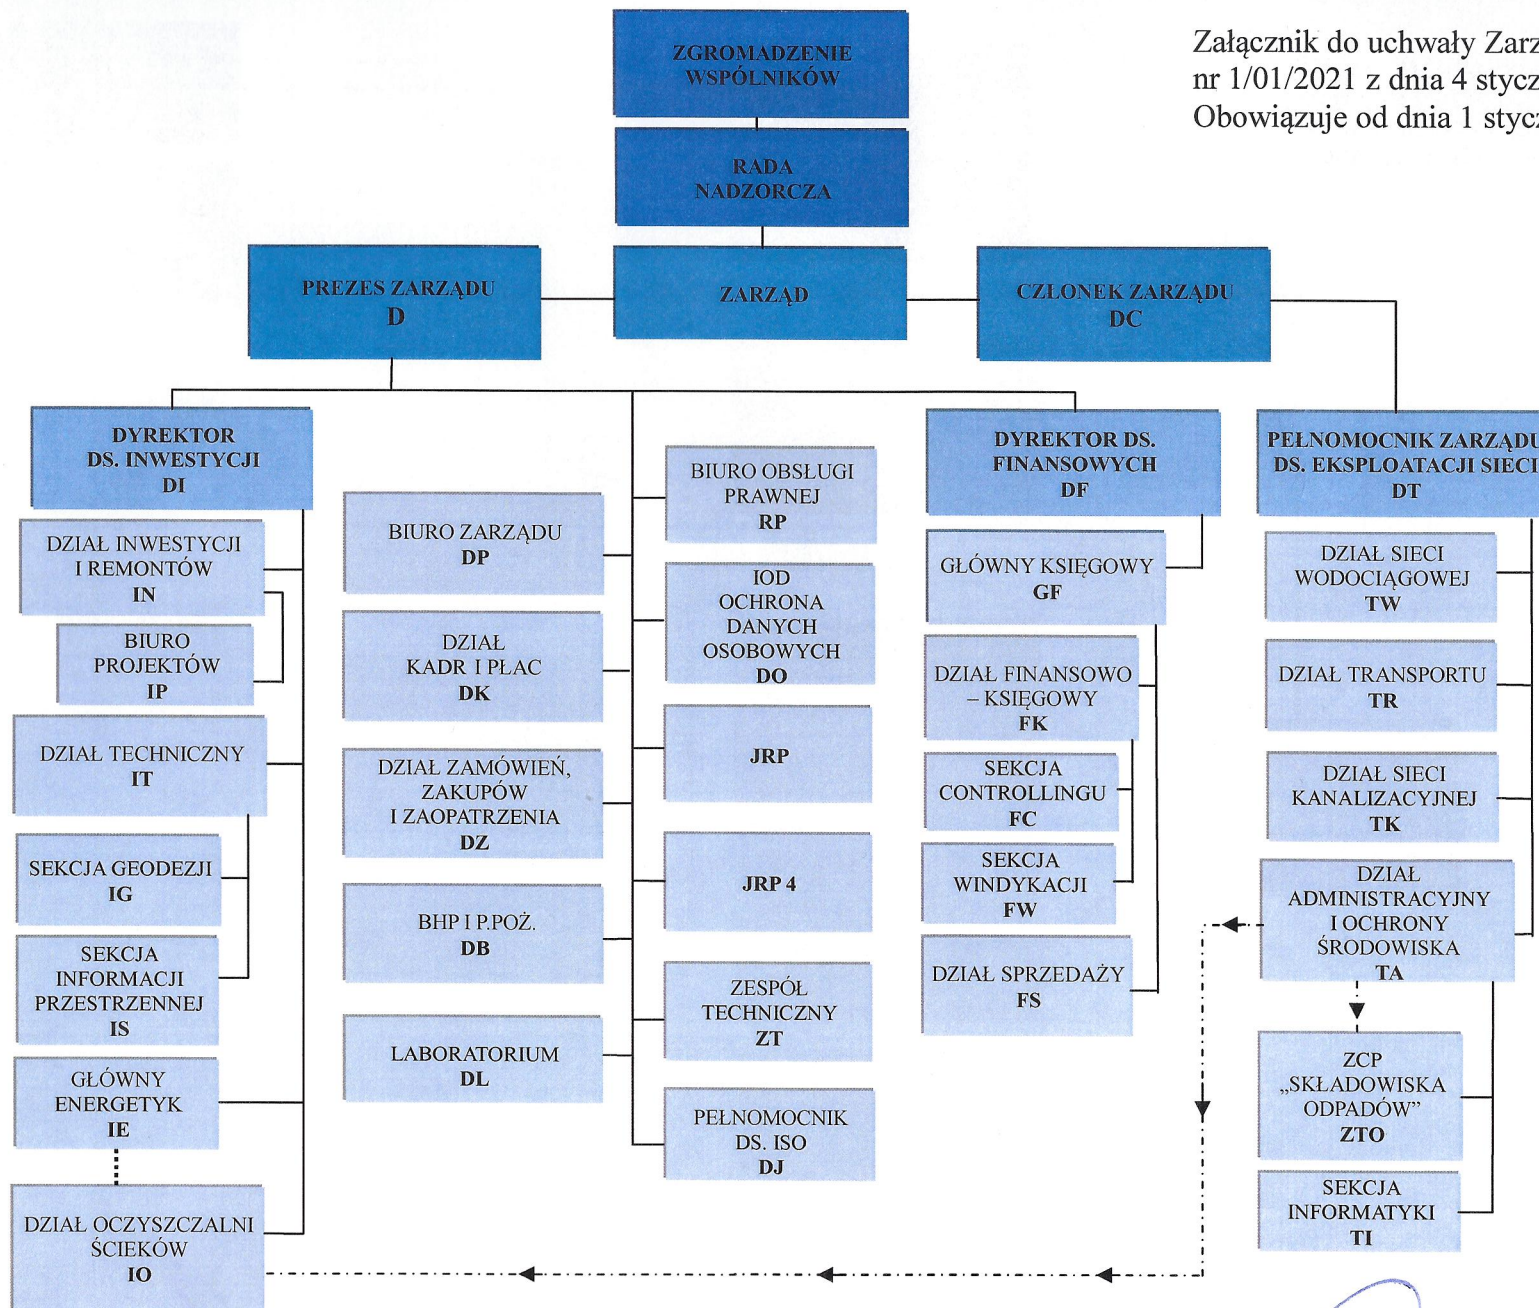 Załącznik do uchwały
nr 1/01/2021 z dnia 4
Obowiązuje od dnia 1
ZGROMADZENIE
WSPÓLNIKÓW
RADA
NADZORCZA
PREZES ZARZĄDU
D
ZARZĄD
CZŁONEK ZARZĄDU
DC
DYREKTOR
DS. INWESTYCJI
DI
DZIAŁ INWESTYCJI
I REMONTÓW
IN
BIURO
PROJEKTÓW
IP
DZIAŁ TECHNICZNY
IT
SEKCJA GEODEZJI
IG
SEKCJA
INFORMACJI
PRZESTRZENNEJ
IS
GŁÓWNY
ENERGETYK
IE
DZIAŁ OCZYSZCZALNI
ŚCIEKÓW
IO
BIURO ZARZĄDU
DP
DZIAŁ
KADR I PŁAC
DK
DZIAŁ ZAMÓWIEŃ,
ZAKUPÓW
I ZAOPATRZENIA
DZ
BHP I P.POŻ.
DB
LABORATORIUM
DL
BIURO OBSŁUGI
PRAWNEJ
RP
IOD
OCHRONA
DANYCH
OSOBOWYCH
DO
JRP
JRP 4
ZESPÓŁ
TECHNICZNY
ZT
PEŁNOMOCNIK
DS. ISO
DJ
DYREKTOR DS.
FINANSOWYCH
DF
GŁÓWNY KSIĘGOWY
GF
DZIAŁ FINANSOWO
– KSIĘGOWY
FK
SEKCJA
CONTROLLINGU
FC
SEKCJA
WINDYKACJI
FW
DZIAŁ SPRZEDAŻY
FS
PEŁNOMOCNIK ZARZĄDU
DS. EKSPLOATACJI SIECI
DT
DZIAŁ SIECI
WODOCIĄGOWEJ
TW
DZIAŁ TRANSPORTU
TR
DZIAŁ SIECI
KANALIZACYJNEJ
TK
DZIAŁ
ADMINISTRACYJNY
I OCHRONY
ŚRODOWISKA
TA
ZCP
„SKŁADOWISKA
ODPADÓW”
ZTO
SEKCJA
INFORMATYKI
TI